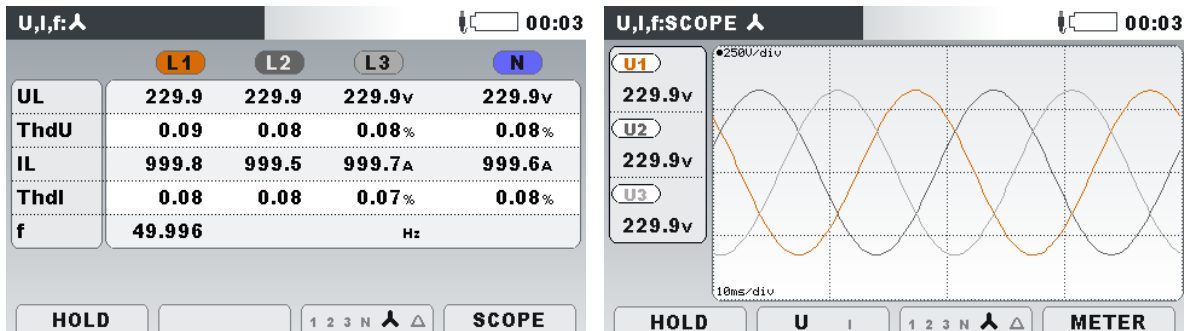 U,I,f:
00:03
L1 L2 L3 N
UL 229.9 229.9 229.9v 229.9v
ThdU 0.09 0.08 0.08% 0.08%
IL 999.8 999.5 999.7A 999.6A
ThdI 0.08 0.08 0.07% 0.08%
f 49.996 Hz
HOLD 1 2 3 N SCOPE
U,I,f:SCOPE
00:03
250V/div
U1
229.9v
U2
229.9v
U3
229.9v
10ms/div
HOLD U I 1 2 3 N METER